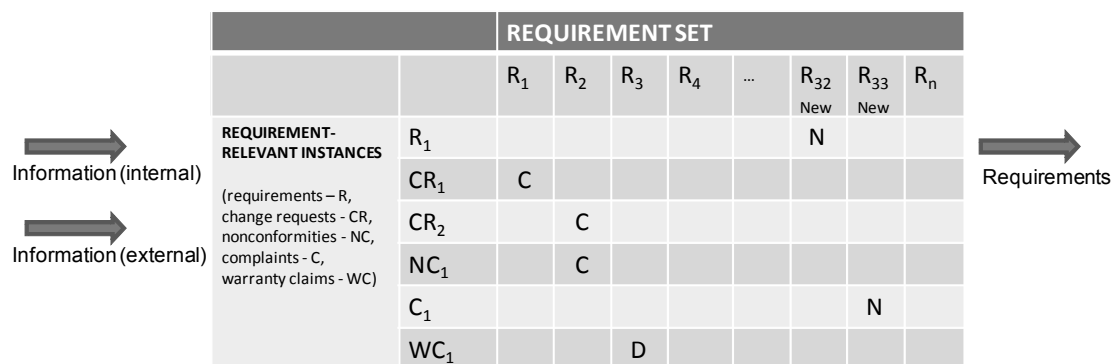 REQUIREMENT SET
R1 R2 R3 R4 ... R32 R33 Rn
New New
REQUIREMENT-
RELEVANT INSTANCES
(requirements – R,
change requests - CR,
nonconformities - NC,
complaints - C,
warranty claims - WC)
R1 N
CR1 C
CR2 C
NC1 C
C1 N
WC1 D
Information (internal)
Information (external)
Requirements